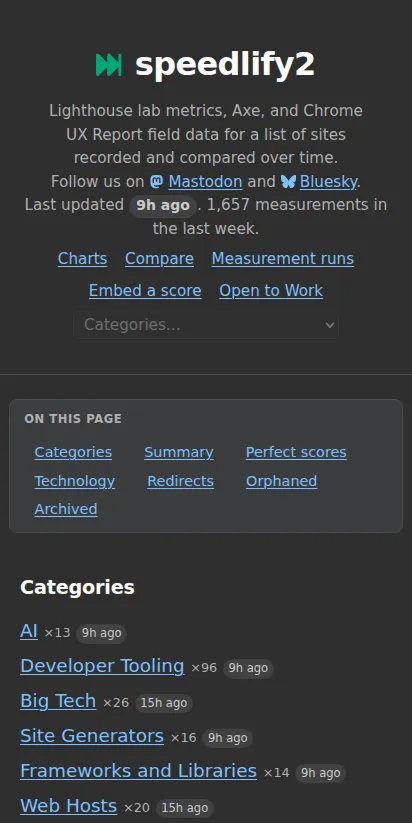 speedlify2
Lighthouse lab metrics, Axe, and Chrome
UX Report field data for a list of sites
recorded and compared over time.
Follow us on Mastodon and Bluesky.
Last updated 9h ago. 1,657 measurements in
the last week.
Charts Compare Measurement runs
Embed a score Open to Work
Categories...
ON THIS PAGE
Categories Summary Perfect scores
Technology Redirects Orphaned
Archived
Categories
AI ×13 9h ago
Developer Tooling ×96 9h ago
Big Tech ×26 15h ago
Site Generators ×16 9h ago
Frameworks and Libraries ×14 9h ago
Web Hosts ×20 15h ago